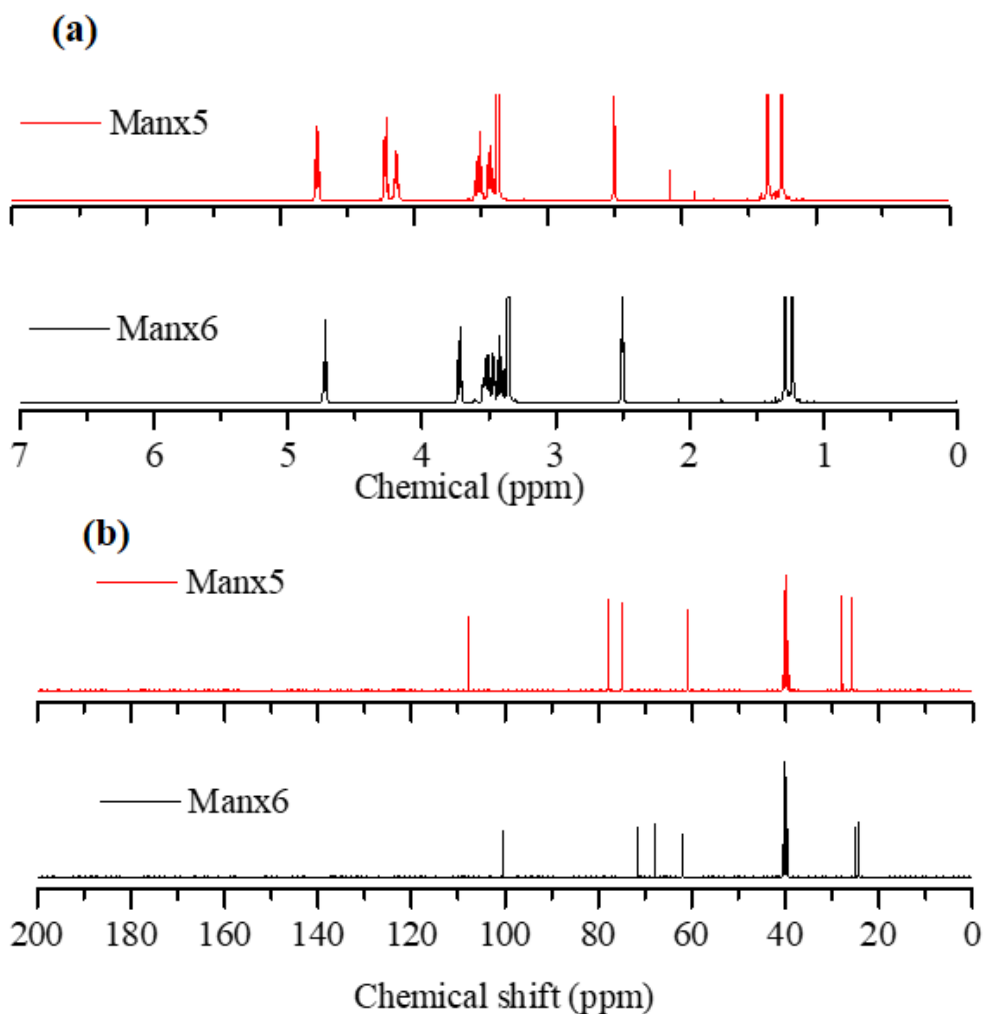 (a)
Manx5
Manx6
7 6 5 4 3 2 1 0
Chemical (ppm)
(b)
Manx5
Manx6
200 180 160 140 120 100 80 60 40 20 0
Chemical shift (ppm)